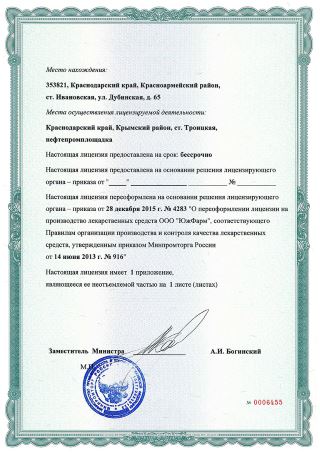 Место нахождения:
353821, Краснодарский край, Красноармейский район,
ст. Ивановская, ул. Дубинская, д. 65
Места осуществления лицензируемой деятельности:
Краснодарский край, Крымский район, ст. Троицкая,
нефтепромплощадка
Настоящая лицензия предоставлена на срок: бессрочно
Настоящая лицензия предоставлена на основании решения лицензирующего
органа – приказа от "_____" ____________________ № __________
Настоящая лицензия переоформлена на основании решения лицензирующего
органа – приказа от 28 декабря 2015 г. № 4283 "О переоформлении лицензии на
производство лекарственных средств ООО "ЮжФарм", соответствующего
Правилам организации производства и контроля качества лекарственных
средств, утвержденным приказом Минпромторга России
от 14 июня 2013 г. № 916"
Настоящая лицензия имеет 1 приложение,
являющееся ее неотъемлемой частью на 1 листе (листах)
Заместитель Министра
А.И. Богинский
М.П.
№ 0006455